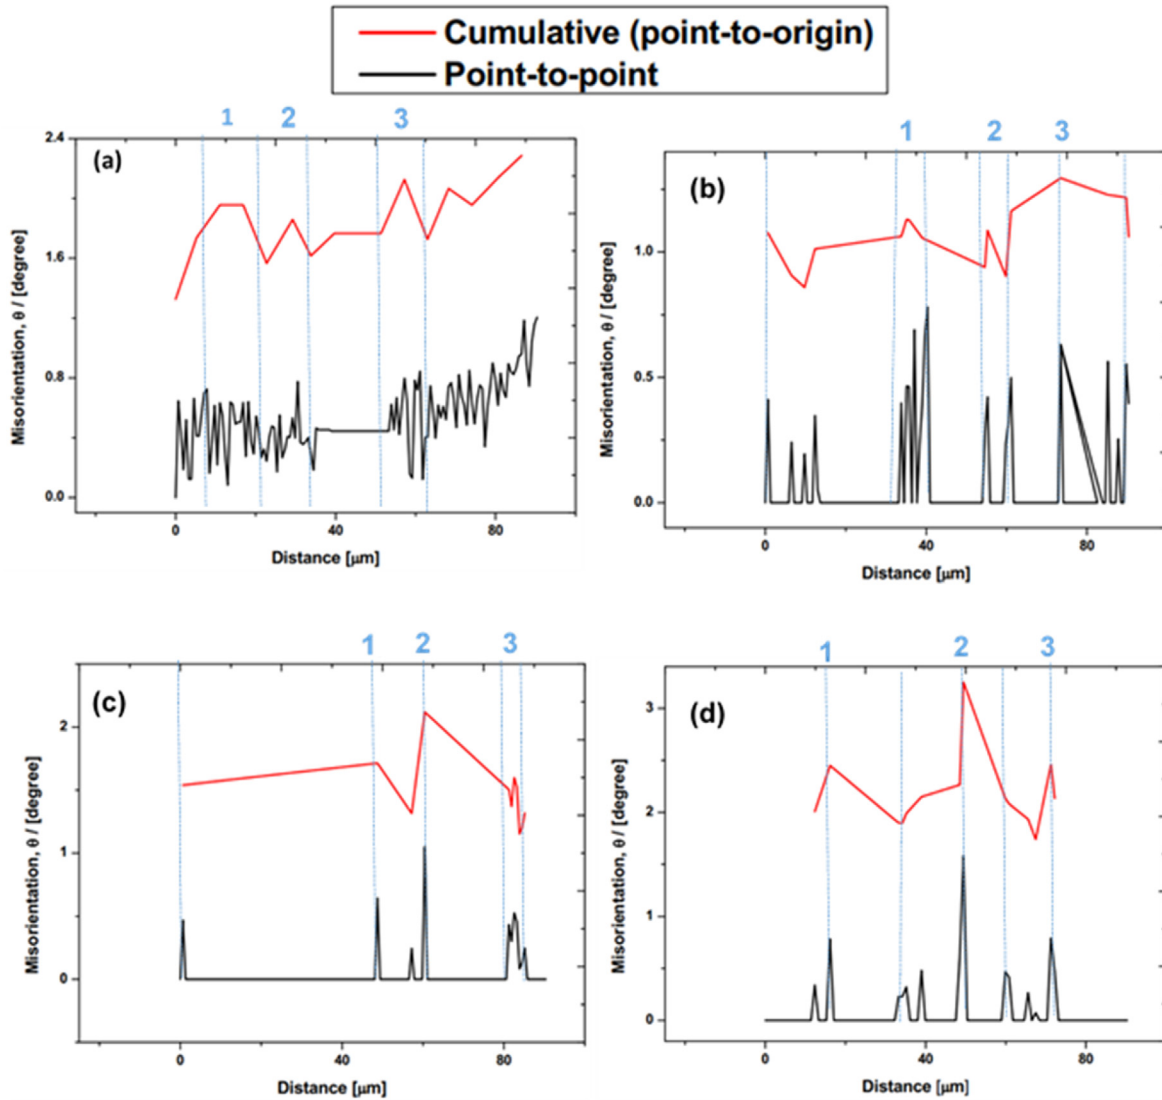 Cumulative (point-to-origin)
Point-to-point
1 2 3
(a)
2.4
1.6
0.8
0.0
Misorientation, θ / [degree]
0 40 80
Distance [μm]
1 2 3
(b)
1.0
0.5
0.0
Misorientation, θ / [degree]
0 40 80
Distance [μm]
1 2 3
(c)
2
1
0
Misorientation, θ / [degree]
0 40 80
Distance [μm]
1 2 3
(d)
3
2
1
0
Misorientation, θ / [degree]
0 40 80
Distance [μm]